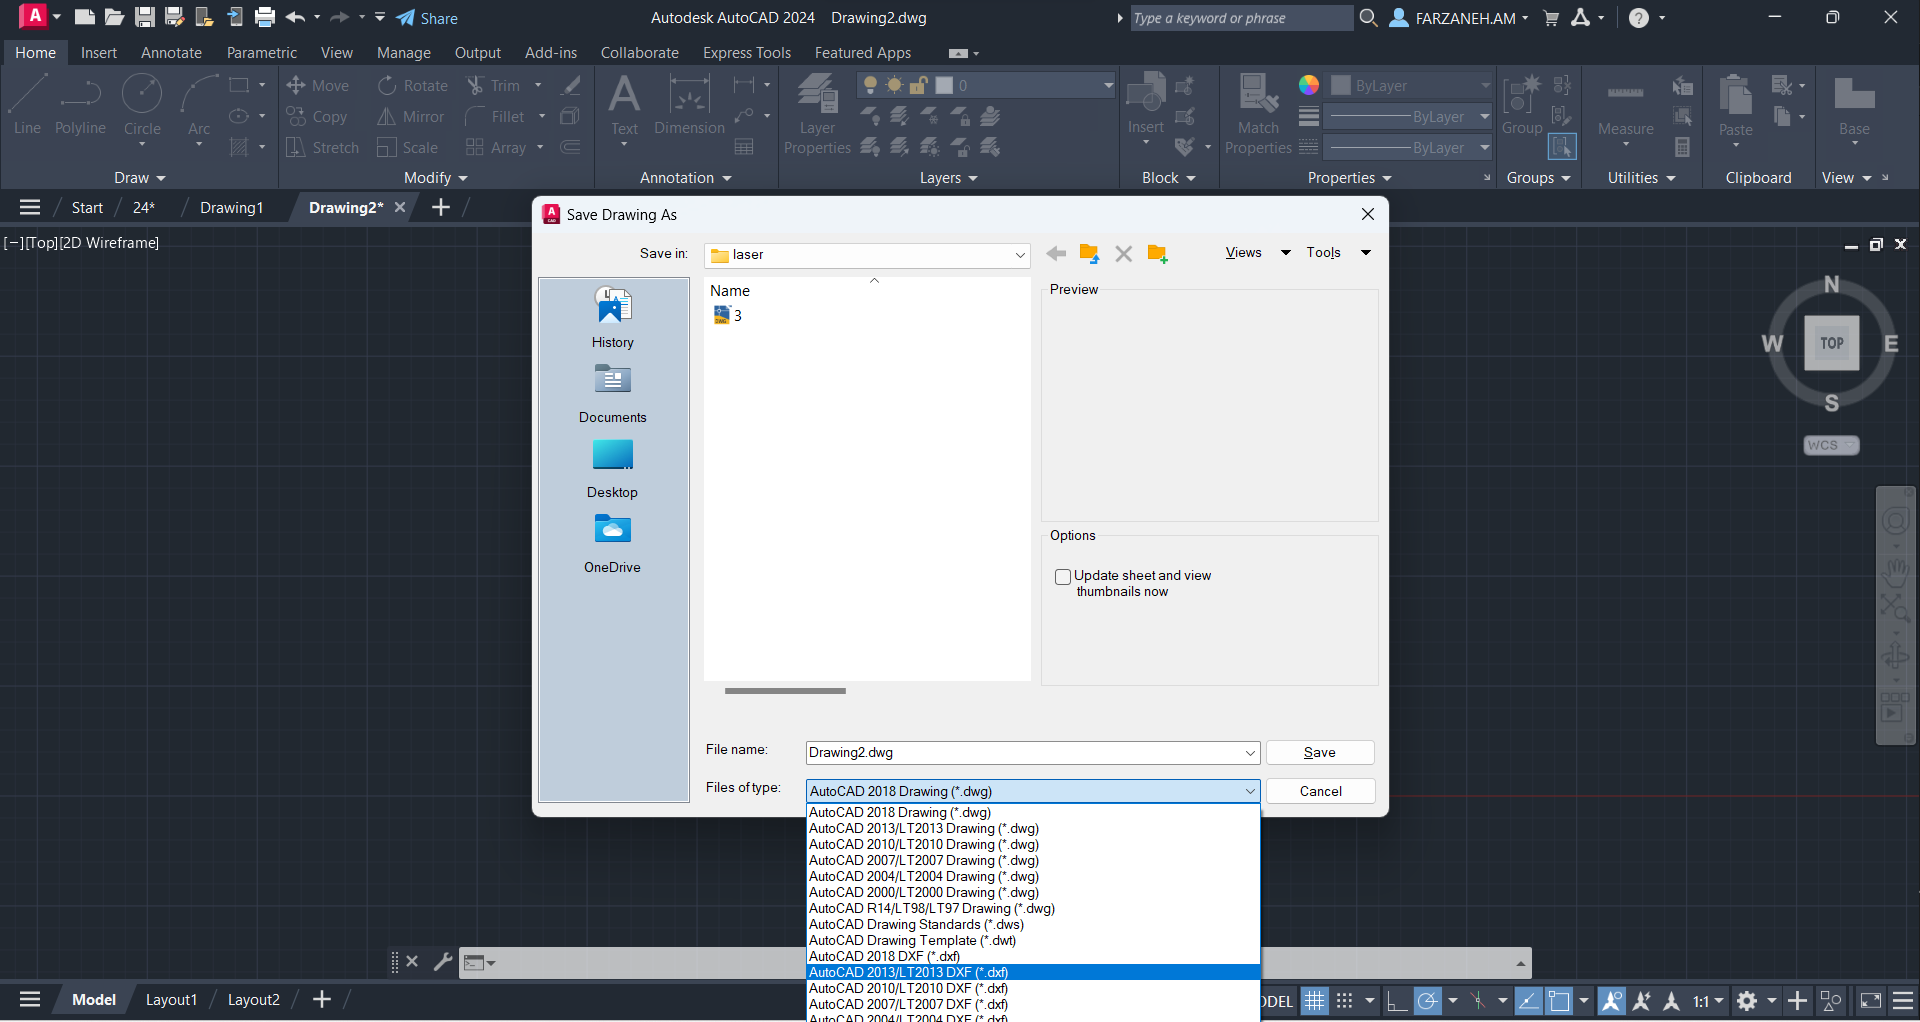 A Share Autodesk AutoCAD 2024 Drawing2.dwg Type a keyword or phrase FARZANEH.AM
Home Insert Annotate Parametric View Manage Output Add-ins Collaborate Express Tools Featured Apps
Line Polyline Circle Arc
Move Rotate Trim
Copy Mirror Fillet
Stretch Scale Array
Text Dimension
Layer Properties
0
Insert
Match Properties
ByLayer
ByLayer
ByLayer
Group Measure Paste Base
Draw Modify Annotation Layers Block Properties Groups Utilities Clipboard View
Start 24* Drawing1 Drawing2*
[−][Top][2D Wireframe]
Save Drawing As
Save in: laser Views Tools
Name
3
Preview
History
Documents
Desktop
OneDrive
Options
Update sheet and view
thumbnails now
N
W TOP E
S
WCS
File name: Drawing2.dwg Save
Files of type: AutoCAD 2018 Drawing (*.dwg) Cancel
AutoCAD 2018 Drawing (*.dwg)
AutoCAD 2013/LT2013 Drawing (*.dwg)
AutoCAD 2010/LT2010 Drawing (*.dwg)
AutoCAD 2007/LT2007 Drawing (*.dwg)
AutoCAD 2004/LT2004 Drawing (*.dwg)
AutoCAD 2000/LT2000 Drawing (*.dwg)
AutoCAD R14/LT98/LT97 Drawing (*.dwg)
AutoCAD Drawing Standards (*.dws)
AutoCAD Drawing Template (*.dwt)
AutoCAD 2018 DXF (*.dxf)
AutoCAD 2013/LT2013 DXF (*.dxf)
AutoCAD 2010/LT2010 DXF (*.dxf)
AutoCAD 2007/LT2007 DXF (*.dxf)
AutoCAD 2004/LT2004 DXF (*.dxf)
Model Layout1 Layout2
ODEL 1:1